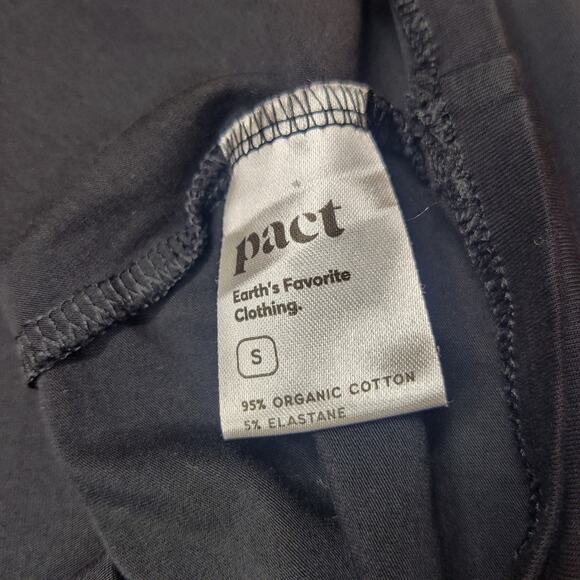 pact
Earth's Favorite
Clothing.
S
95% ORGANIC COTTON
5% ELASTANE